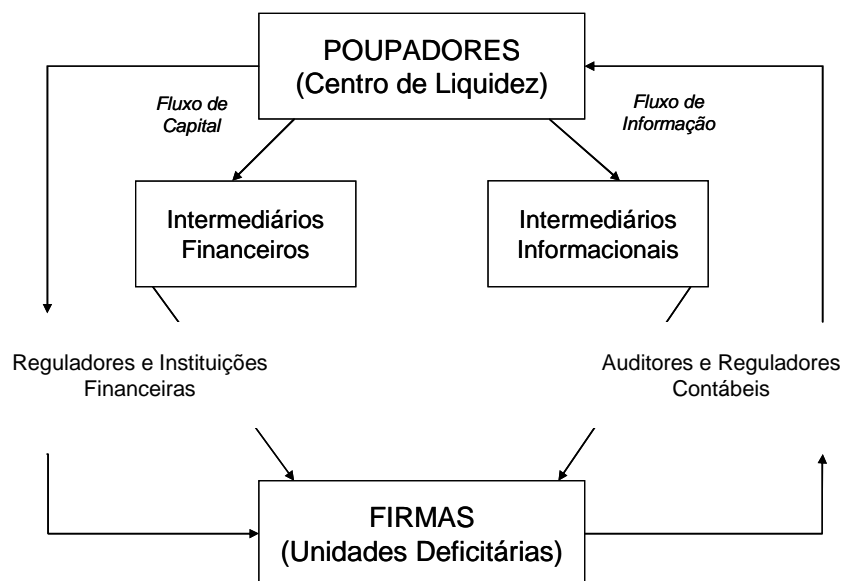 POUPADORES
(Centro de Liquidez)
Fluxo de
Capital
Fluxo de
Informação
Intermediários
Financeiros
Intermediários
Informacionais
Reguladores e Instituições
Financeiras
Auditores e Reguladores
Contábeis
FIRMAS
(Unidades Deficitárias)